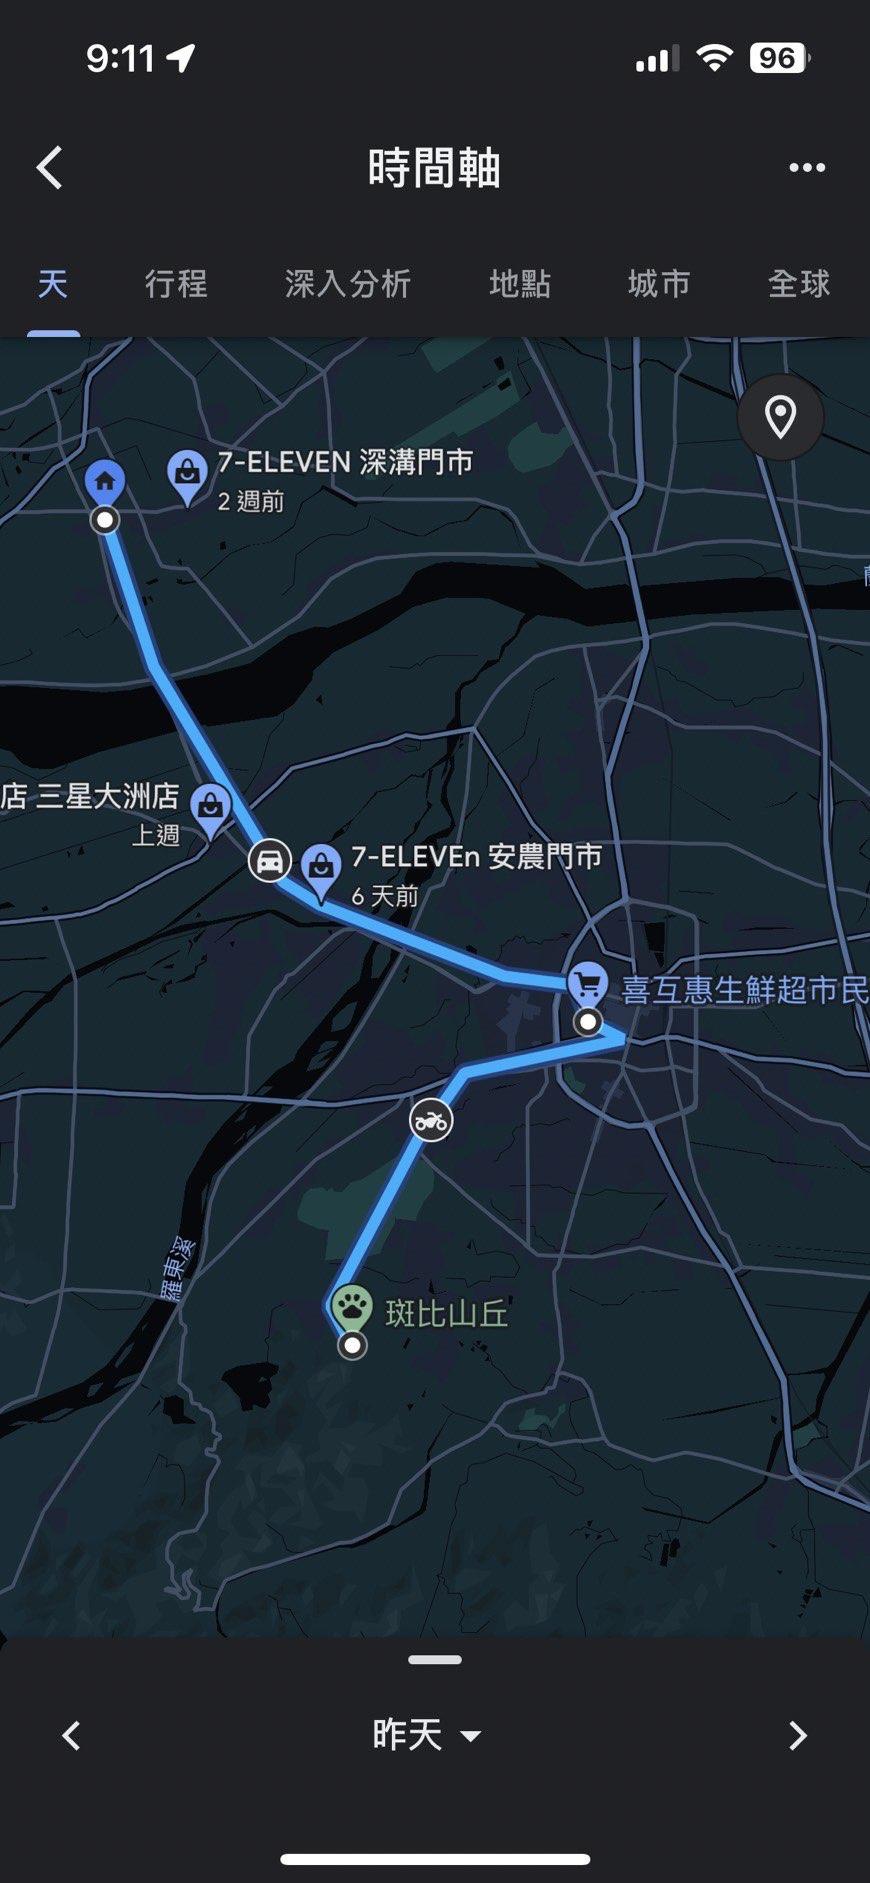 9:11
96
時間軸
天 行程 深入分析 地點 城市 全球
7-ELEVEN 深溝門市
2 週前
店 三星大洲店
上週
7-ELEVEn 安農門市
6 天前
喜互惠生鮮超市民
羅東溪
斑比山丘
昨天